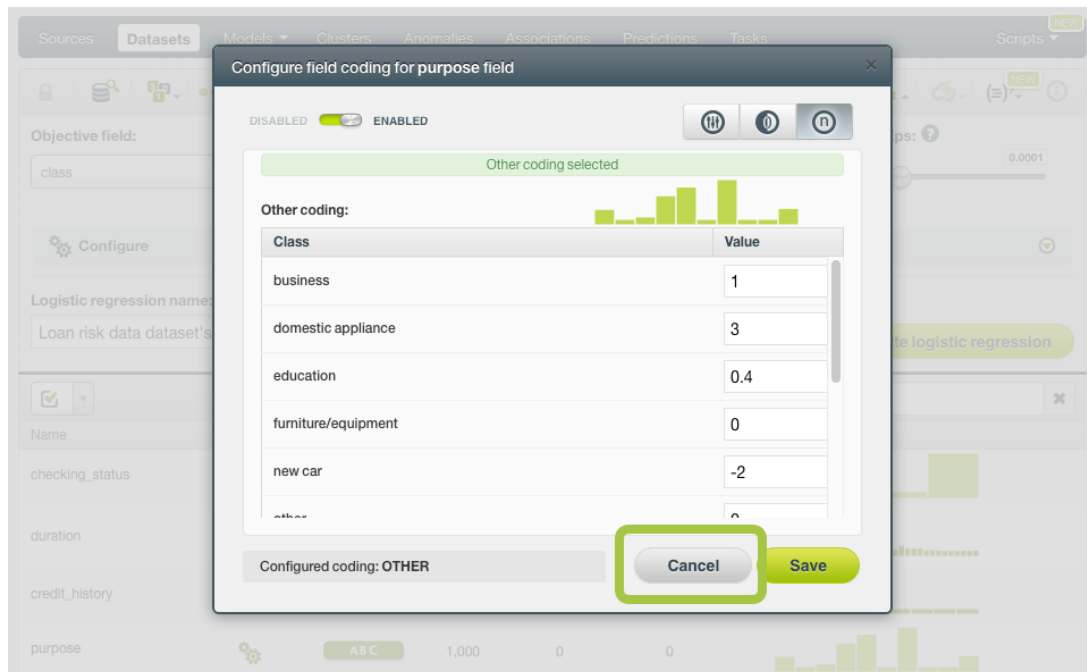 Sources Datasets Models Clusters Anomalies Associations Predictions Tasks Scripts NEW
Configure field coding for purpose field
NEW
DISABLED ENABLED
Objective field:
class
0.0001
Other coding selected
Other coding:
Class Value
business 1
domestic appliance 3
education 0.4
furniture/equipment 0
new car -2
Configure
Logistic regression name:
Loan risk data dataset's
logistic regression
Configured coding: OTHER Cancel Save
Name
checking_status
duration
credit_history
purpose ABC 1,000 0 0